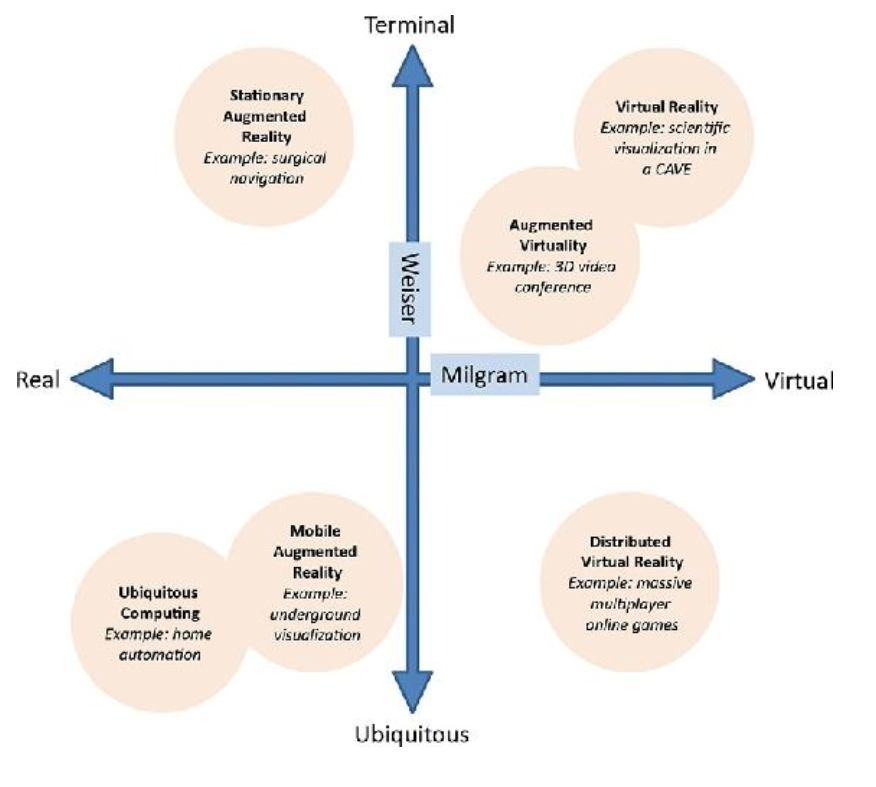 Terminal
Stationary
Augmented
Reality
Example: surgical
navigation
Virtual Reality
Example: scientific
visualization in
a CAVE
Augmented
Virtuality
Example: 3D video
conference
Weiser
Real
Milgram
Virtual
Mobile
Augmented
Reality
Example:
underground
visualization
Ubiquitous
Computing
Example: home
automation
Distributed
Virtual Reality
Example: massive
multiplayer
online games
Ubiquitous